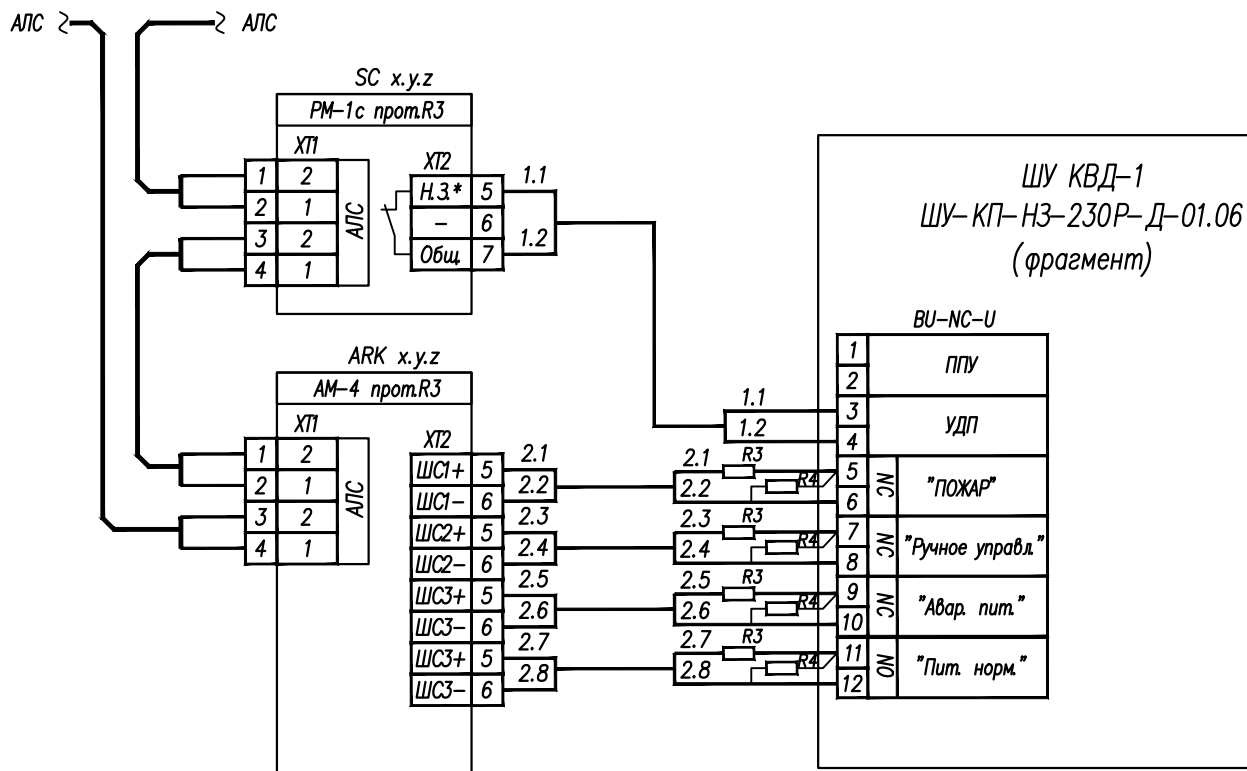 АЛС
АЛС
SC x.y.z
РМ-1с прот.R3
XT1
1 2
2 1
3 2
4 1
АЛС
XT2
Н.З.* 5
- 6
Общ. 7
1.1
1.2
ШУ КВД-1
ШУ-КП-НЗ-230Р-Д-01.06
(фрагмент)
ARK x.y.z
АМ-4 прот.R3
XT1
1 2
2 1
3 2
4 1
АЛС
XT2
ШС1+ 5
ШС1- 6
ШС2+ 5
ШС2- 6
ШС3+ 5
ШС3- 6
ШС3+ 5
ШС3- 6
2.1
2.2
2.3
2.4
2.5
2.6
2.7
2.8
1.1
1.2
2.1 R3
2.2 R4
2.3 R3
2.4 R4
2.5 R3
2.6 R4
2.7 R3
2.8 R4
BU-NC-U
1
2
ППУ
3
4
УДП
5
6
NC
"ПОЖАР"
7
8
NC
"Ручное управл."
9
10
NC
"Авар. пит."
11
12
NO
"Пит. норм."